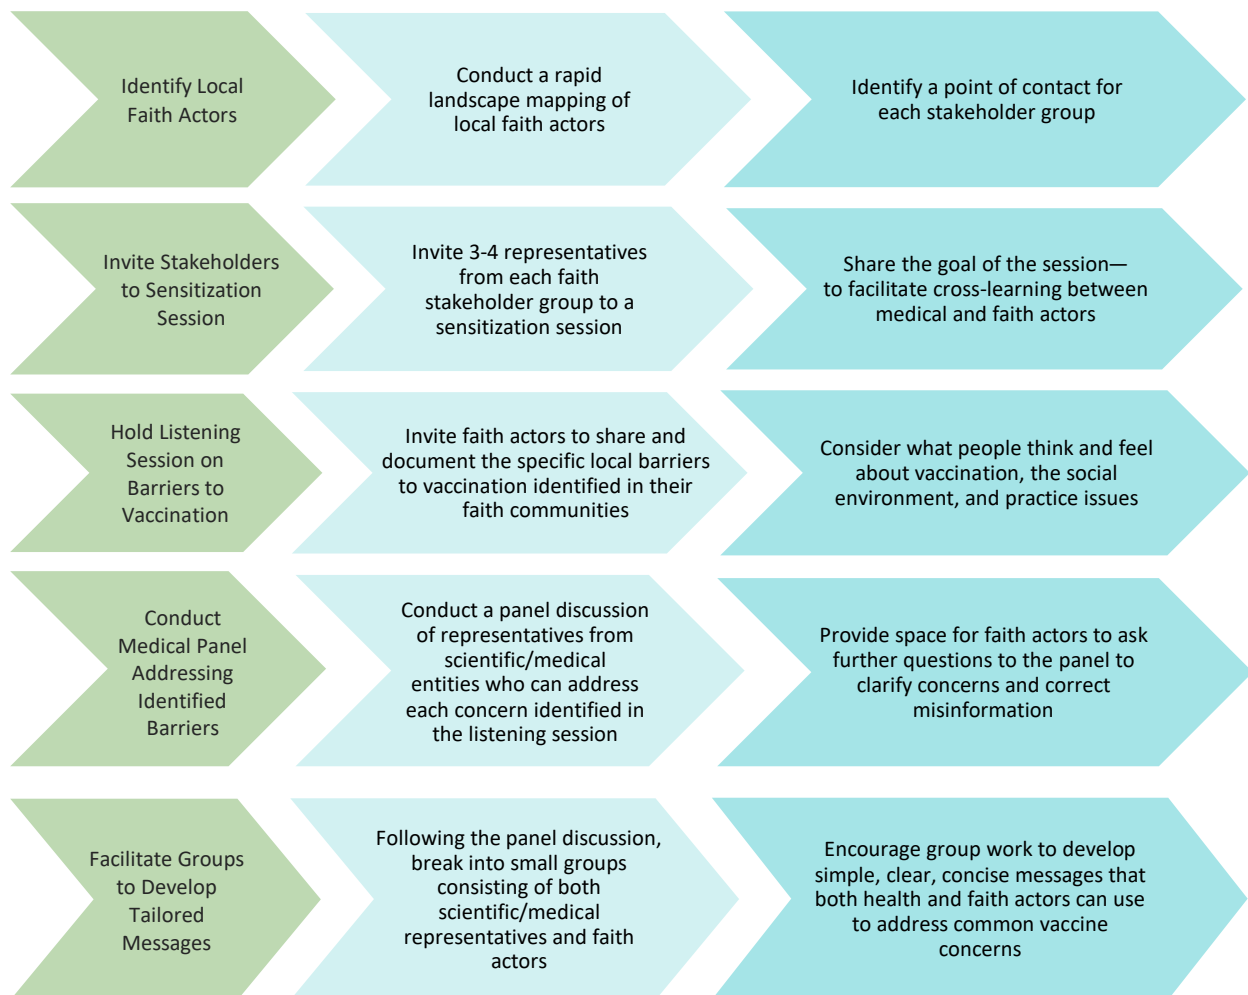 Identify Local
Faith Actors
Conduct a rapid
landscape mapping of
local faith actors
Identify a point of contact for
each stakeholder group
Invite Stakeholders
to Sensitization
Session
Invite 3-4 representatives
from each faith
stakeholder group to a
sensitization session
Share the goal of the session—
to facilitate cross-learning between
medical and faith actors
Hold Listening
Session on
Barriers to
Vaccination
Invite faith actors to share and
document the specific local barriers
to vaccination identified in their
faith communities
Consider what people think and feel
about vaccination, the social
environment, and practice issues
Conduct
Medical Panel
Addressing
Identified
Barriers
Conduct a panel discussion
of representatives from
scientific/medical
entities who can address
each concern identified in
the listening session
Provide space for faith actors to ask
further questions to the panel to
clarify concerns and correct
misinformation
Facilitate Groups
to Develop
Tailored
Messages
Following the panel discussion,
break into small groups
consisting of both
scientific/medical
representatives and faith
actors
Encourage group work to develop
simple, clear, concise messages that
both health and faith actors can use
to address common vaccine
concerns